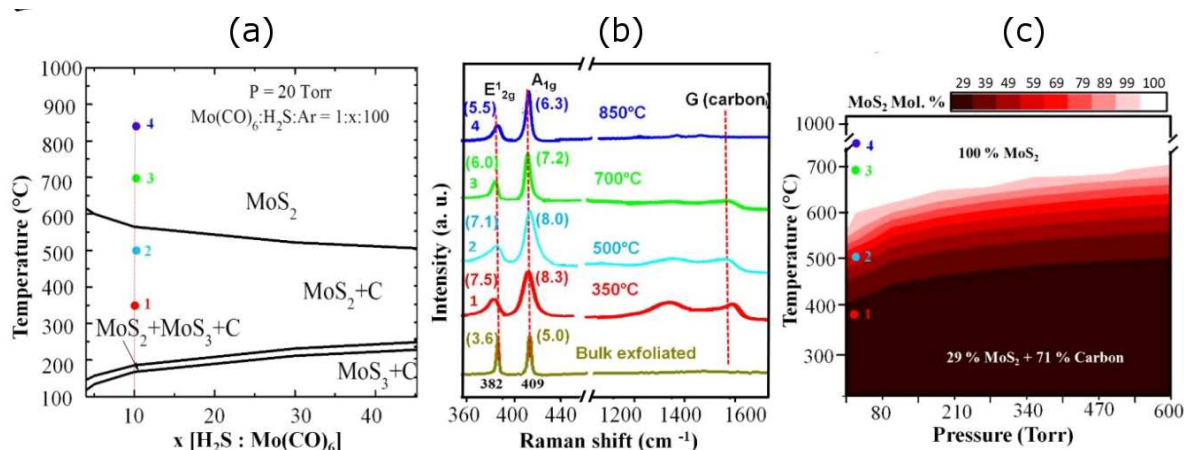 (a)
(b)
(c)
1000
900
800
700
600
500
400
300
200
100
Temperature (°C)
P = 20 Torr
Mo(CO)₆:H₂S:Ar = 1:x:100
4
3
MoS₂
2
MoS₂+C
1
MoS₂+MoS₃+C
MoS₃+C
10
20
30
40
x [H₂S : Mo(CO)₆]
Intensity (a. u.)
E¹₂g
A₁g
G (carbon)
(5.5)
(6.3)
850°C
4
(6.0)
(7.2)
700°C
3
(7.1)
(8.0)
500°C
2
(7.5)
(8.3)
350°C
1
(3.6)
(5.0)
Bulk exfoliated
382
409
360
400
440
1200
1400
1600
Raman shift (cm ⁻¹)
29 39 49 59 69 79 89 99 100
MoS₂ Mol. %
1000
700
600
500
400
300
Temperature (°C)
4
100 % MoS₂
3
2
1
29 % MoS₂ + 71 % Carbon
80
210
340
470
600
Pressure (Torr)